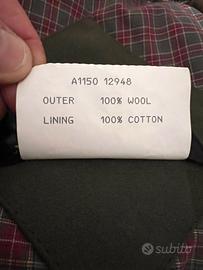 A1150 12948
OUTER 100% WOOL
LINING 100% COTTON
subito